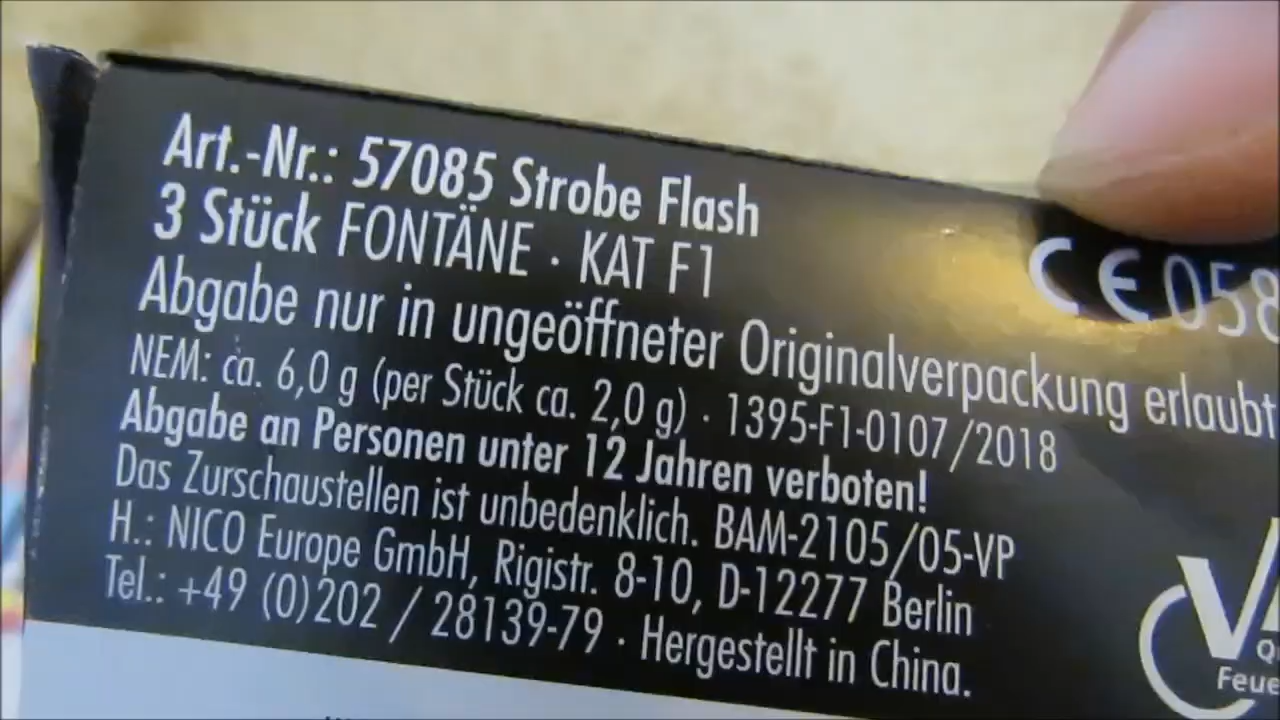 Art.-Nr.: 57085 Strobe Flash
3 Stück FONTÄNE · KAT F1
Abgabe nur in ungeöffneter Originalverpackung erlaubt
NEM: ca. 6,0 g (per Stück ca. 2,0 g) · 1395-F1-0107/2018
Abgabe an Personen unter 12 Jahren verboten!
Das Zurschaustellen ist unbedenklich. BAM-2105/05-VP
H.: NICO Europe GmbH, Rigistr. 8-10, D-12277 Berlin
Tel.: +49 (0)202 / 28139-79 · Hergestellt in China.
CE 058